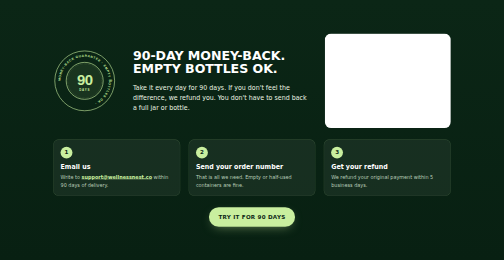 MONEY-BACK GUARANTEE
90
DAYS
90-DAY MONEY-BACK.
EMPTY BOTTLES OK.
Take it every day for 90 days. If you don't feel the
difference, we refund you. You don't have to send back
a full jar or bottle.
1
Email us
Write to support@wellnessnest.co within
90 days of delivery.
2
Send your order number
That is all we need. Empty or half-used
containers are fine.
3
Get your refund
We refund your original payment within 5
business days.
TRY IT FOR 90 DAYS